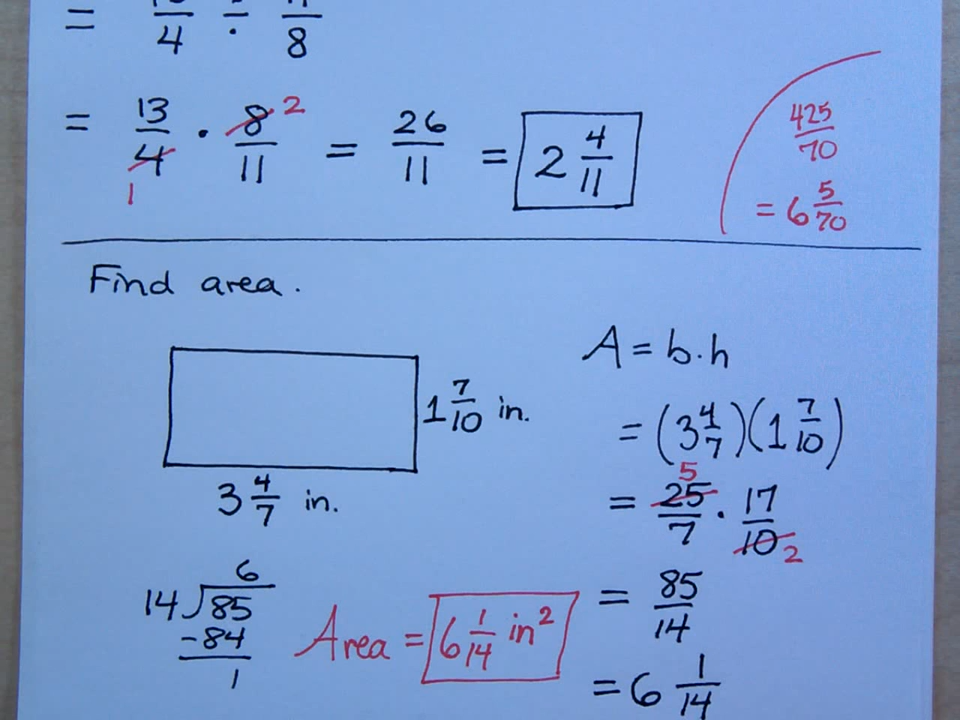 = /4 ÷ /8
= 13/4 1 · 8/11 2 = 26/11 = 2 4/11
425/70
= 6 5/70
Find area.
1 7/10 in.
3 4/7 in.
A = b·h
= (3 4/7)(1 7/10)
= 25/7 5 · 17/10 2
= 85/14
= 6 1/14
6
14)85
-84
1
Area = 6 1/14 in²